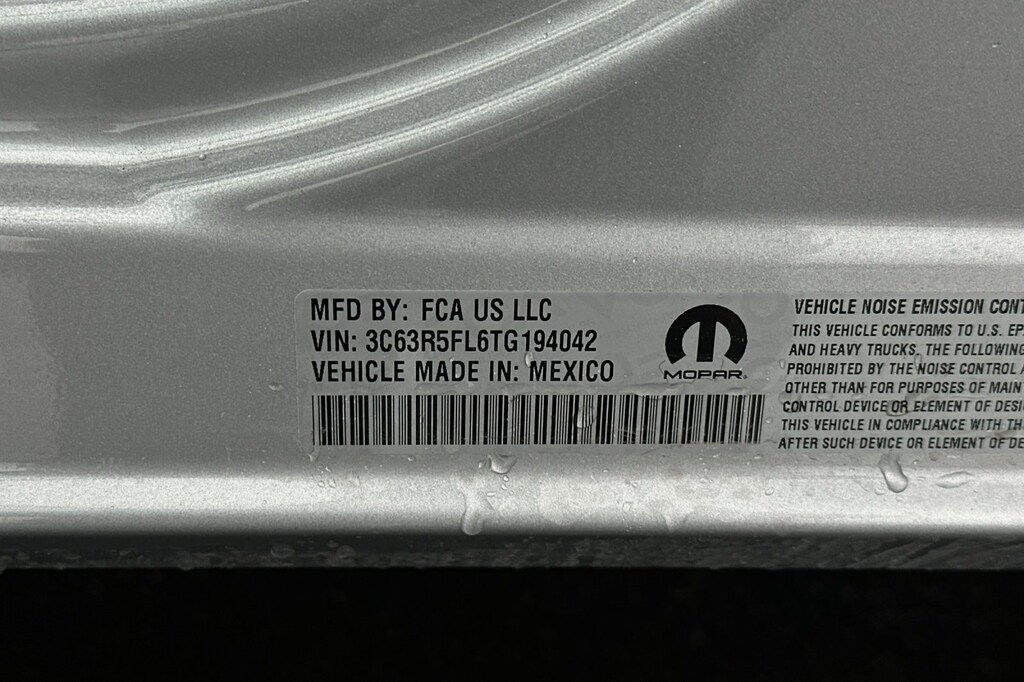 MFD BY: FCA US LLC
VIN: 3C63R5FL6TG194042
VEHICLE MADE IN: MEXICO
MOPAR
VEHICLE NOISE EMISSION CONT
THIS VEHICLE CONFORMS TO U.S. EP
AND HEAVY TRUCKS, THE FOLLOWING
PROHIBITED BY THE NOISE CONTROL A
OTHER THAN FOR PURPOSES OF MAIN
CONTROL DEVICE OR ELEMENT OF DESI
THIS VEHICLE IN COMPLIANCE WITH TH
AFTER SUCH DEVICE OR ELEMENT OF DE